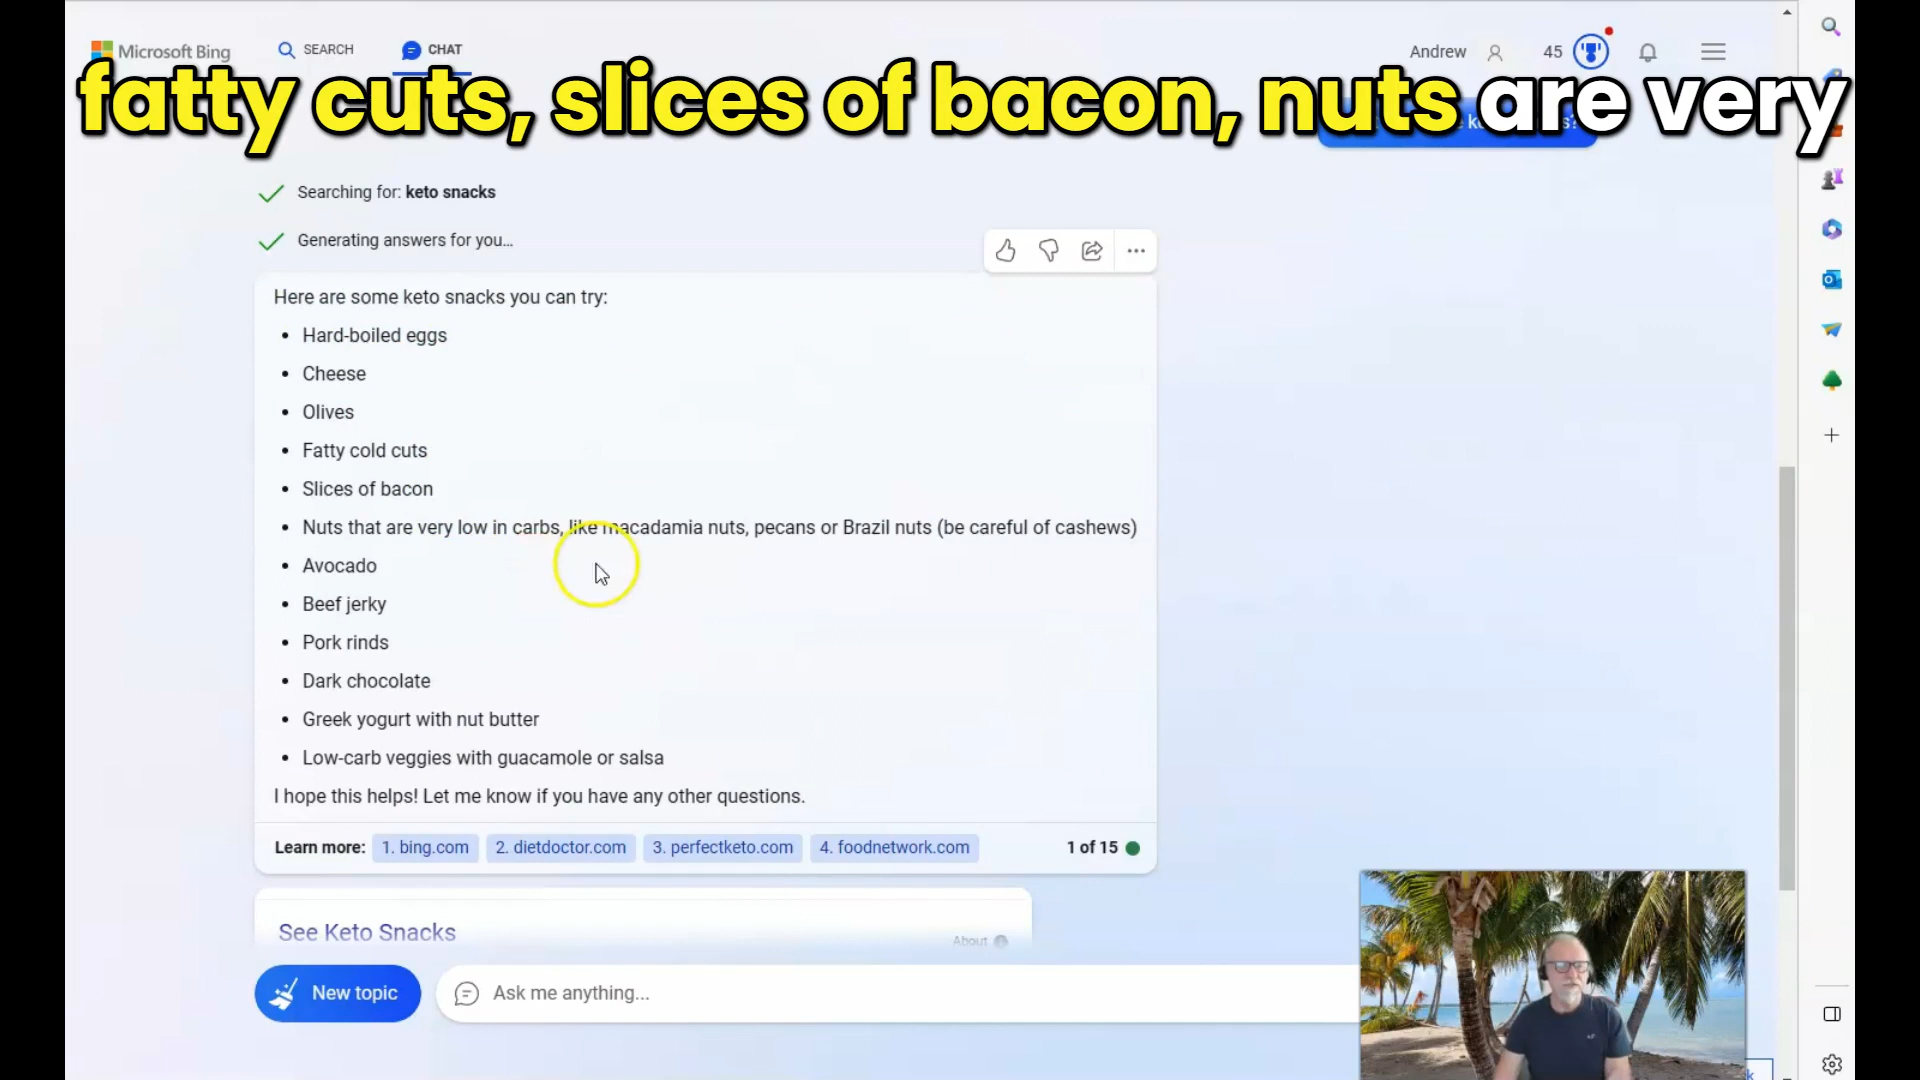 Microsoft Bing
SEARCH
CHAT
Andrew
45
fatty cuts, slices of bacon, nuts are very
Searching for: keto snacks
Generating answers for you...
Here are some keto snacks you can try:
• Hard-boiled eggs
• Cheese
• Olives
• Fatty cold cuts
• Slices of bacon
• Nuts that are very low in carbs, like macadamia nuts, pecans or Brazil nuts (be careful of cashews)
• Avocado
• Beef jerky
• Pork rinds
• Dark chocolate
• Greek yogurt with nut butter
• Low-carb veggies with guacamole or salsa
I hope this helps! Let me know if you have any other questions.
Learn more: 1. bing.com 2. dietdoctor.com 3. perfectketo.com 4. foodnetwork.com 1 of 15
See Keto Snacks
About
New topic
Ask me anything...